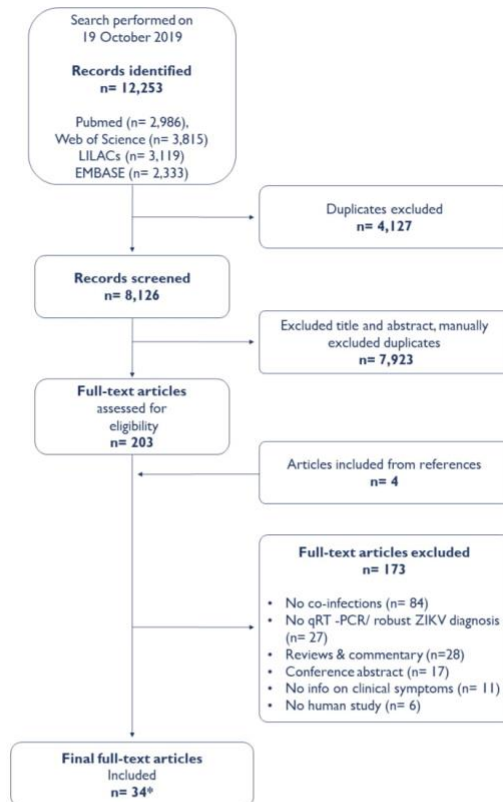 Search performed on
19 October 2019
Records identified
n= 12,253
Pubmed (n= 2,986),
Web of Science (n= 3,815)
LILACs (n= 3,119)
EMBASE (n= 2,333)
Duplicates excluded
n= 4,127
Records screened
n= 8,126
Excluded title and abstract, manually
excluded duplicates
n= 7,923
Full-text articles
assessed for
eligibility
n= 203
Articles included from references
n= 4
Full-text articles excluded
n= 173
• No co-infections (n= 84)
• No qRT -PCR/ robust ZIKV diagnosis
(n= 27)
• Reviews & commentary (n=28)
• Conference abstract (n= 17)
• No info on clinical symptoms (n= 11)
• No human study (n= 6)
Final full-text articles
Included
n= 34*